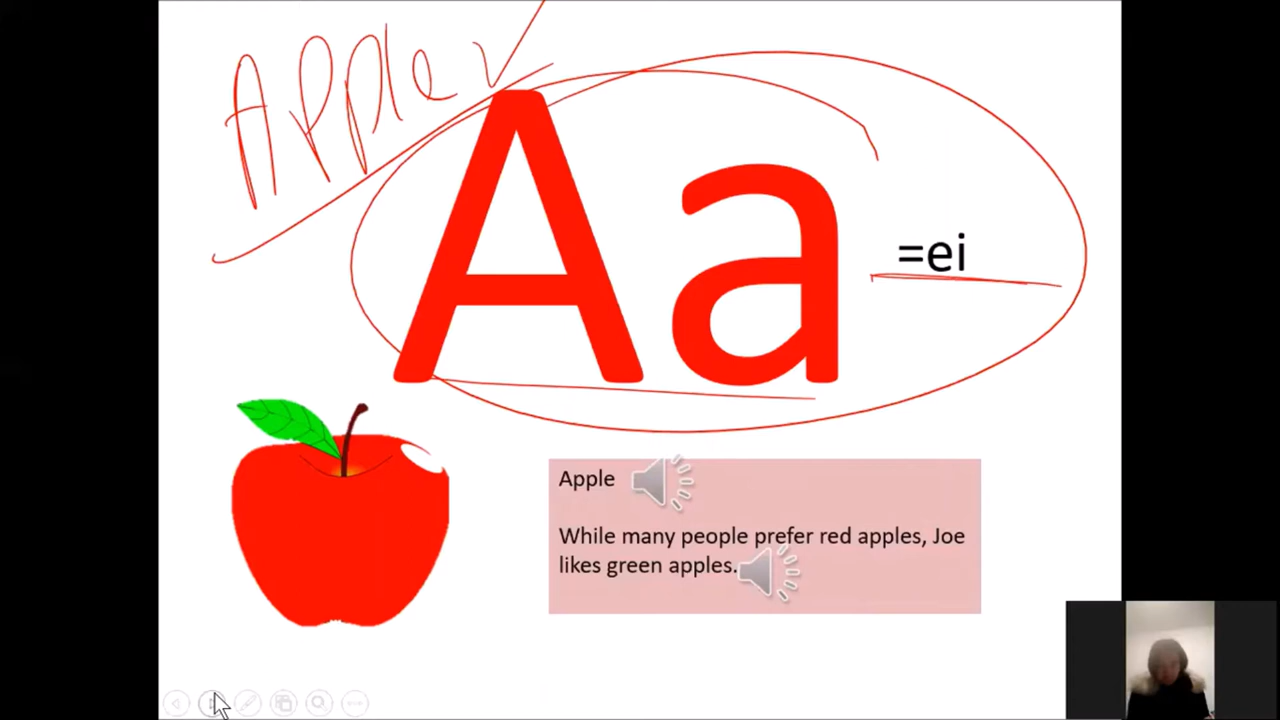 Apple
Aa
=ei
Apple
While many people prefer red apples, Joe
likes green apples.